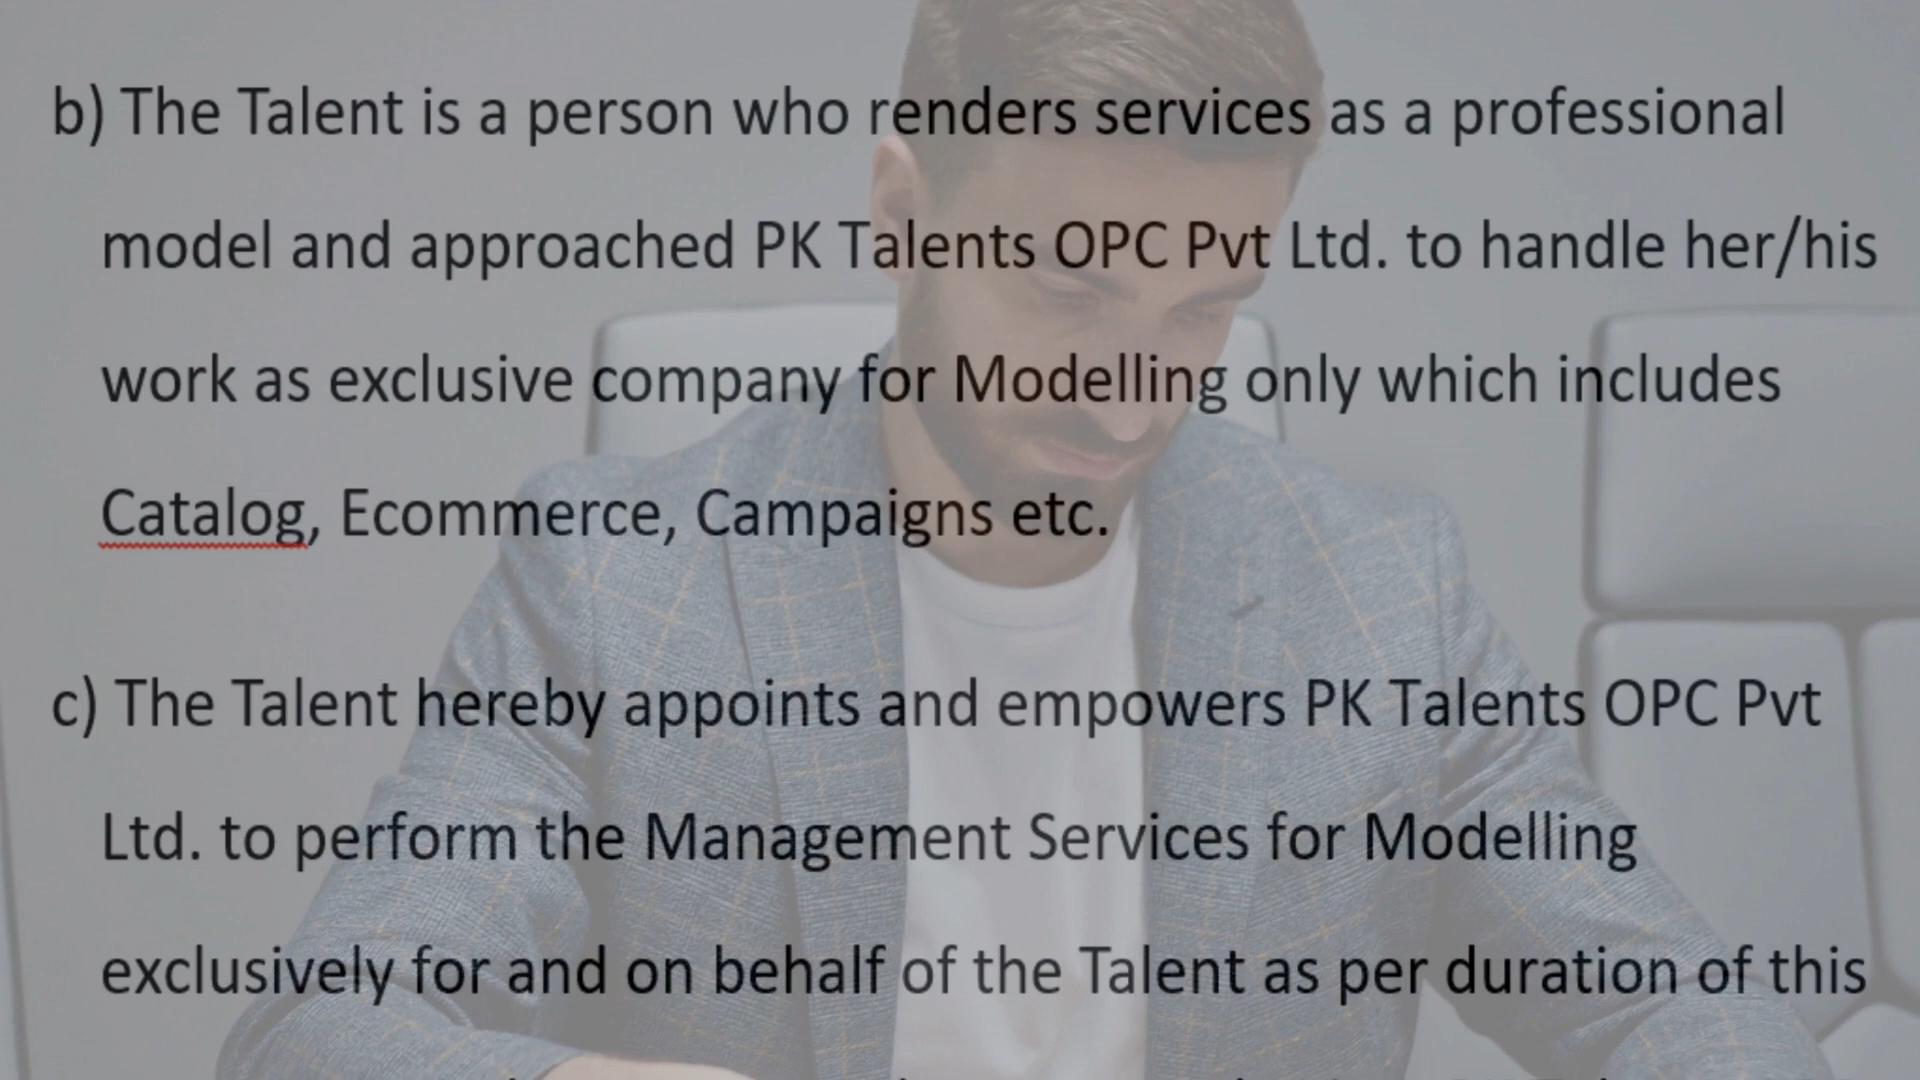 b) The Talent is a person who renders services as a professional
model and approached PK Talents OPC Pvt Ltd. to handle her/his
work as exclusive company for Modelling only which includes
Catalog, Ecommerce, Campaigns etc.
c) The Talent hereby appoints and empowers PK Talents OPC Pvt
Ltd. to perform the Management Services for Modelling
exclusively for and on behalf of the Talent as per duration of this